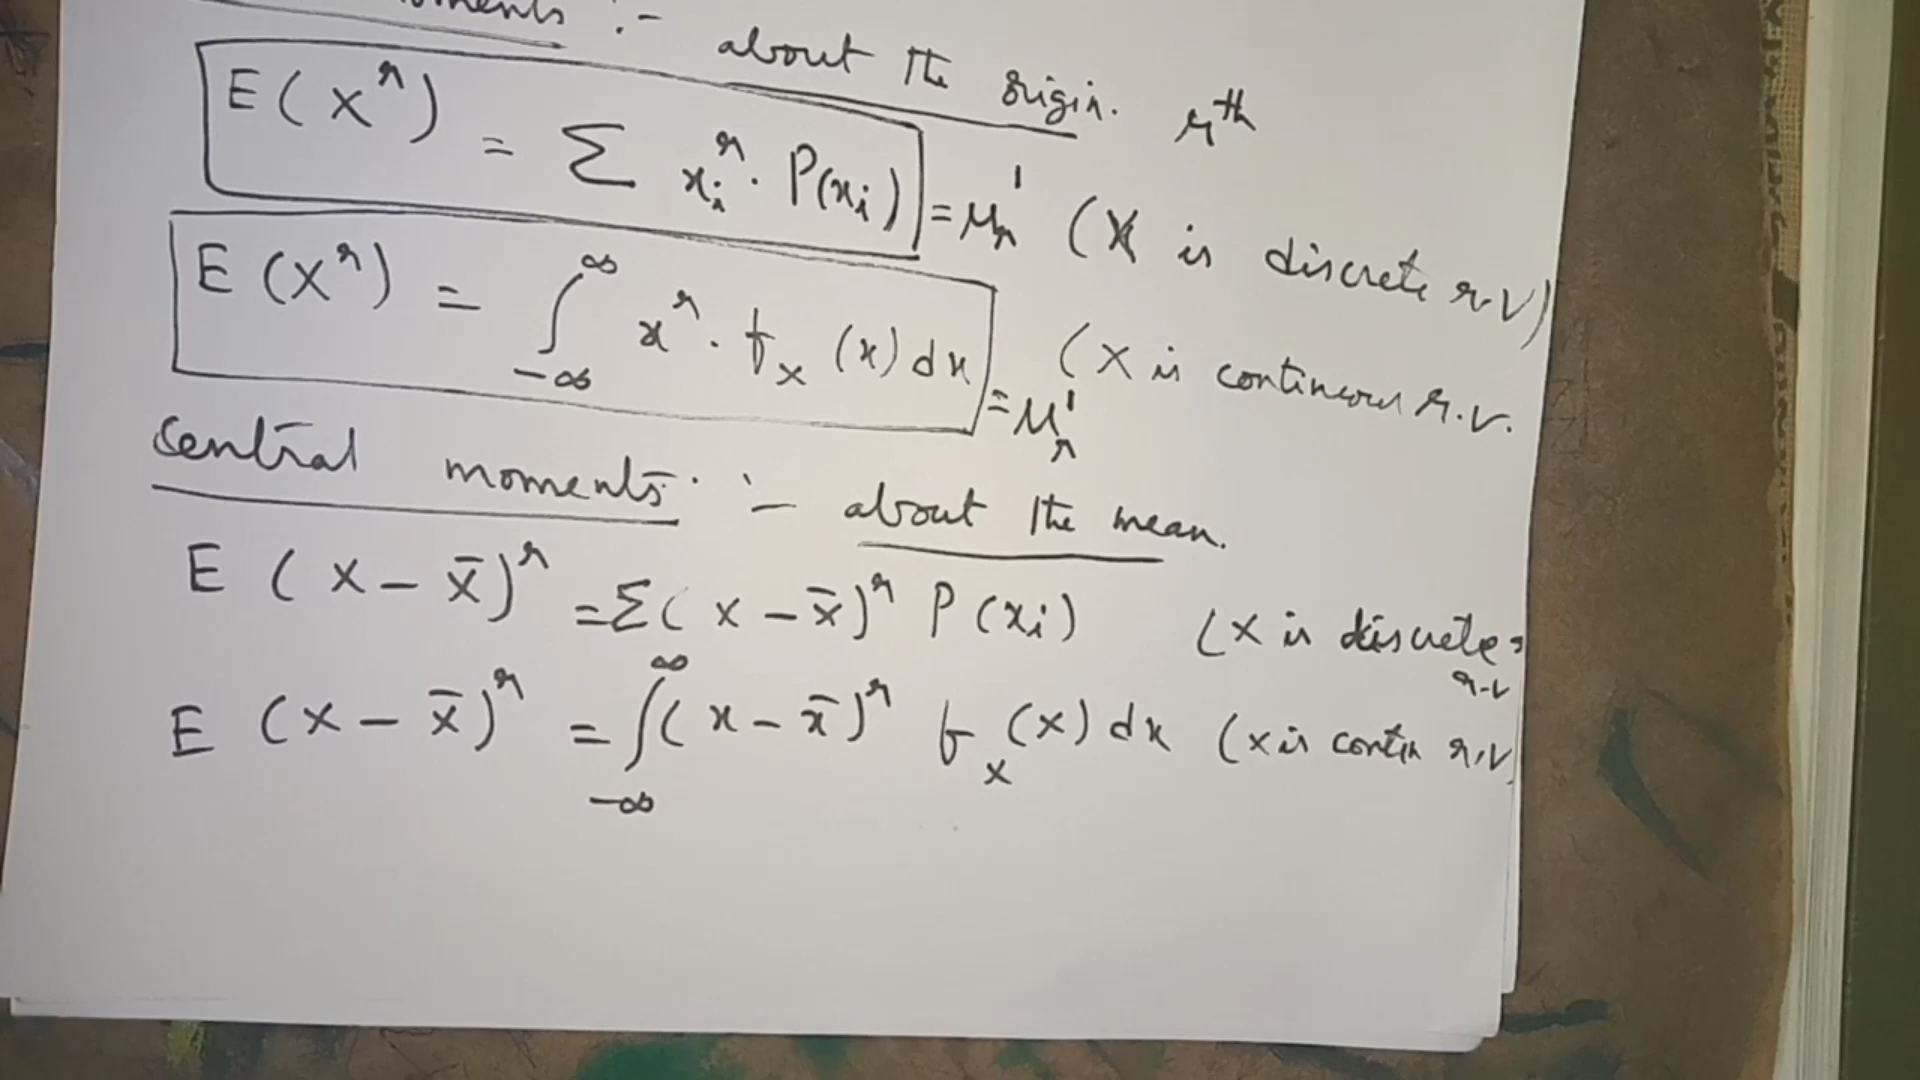 :- about the origin. rth
E(X^r) = Σ x_i^r . P(x_i) = μ_r' (X is discrete r.v)
E(X^r) = ∫_{-∞}^{∞} x^r . f_X (x) dx = μ_r' (X is continuous r.v.
Central moments. :- about the mean.
E (X - X̄)^r = Σ(X - X̄)^r P(x_i) (X is discrete r.v
E (X - X̄)^r = ∫_{-∞}^{∞} (x - x̄)^r f_X (x) dx (x is contin r.v